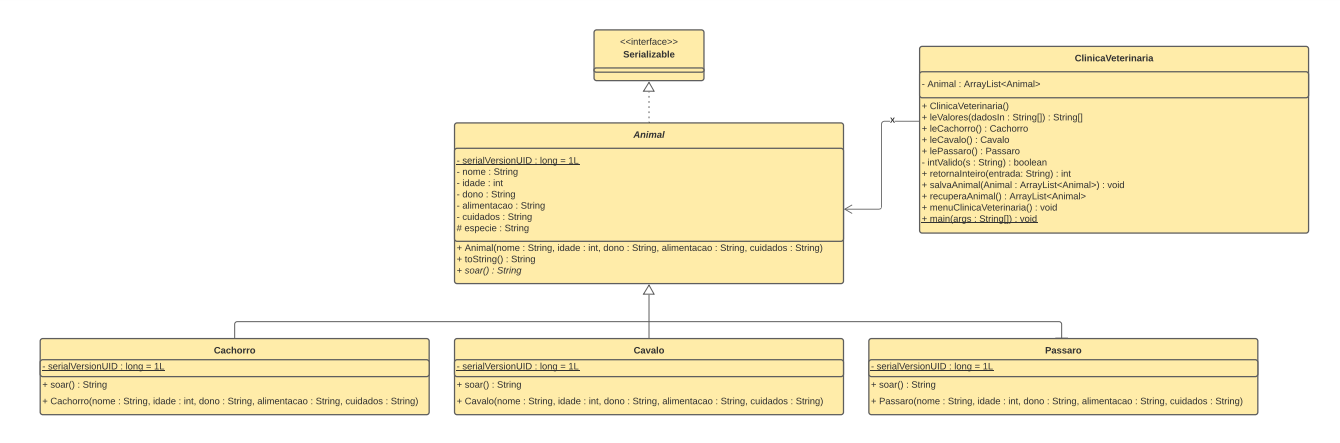 <<interface>>
Serializable
ClinicaVeterinaria
- Animal : ArrayList<Animal>
+ ClinicaVeterinaria()
+ leValores(dadosIn : String[]) : String[]
+ leCachorro() : Cachorro
+ leCavalo() : Cavalo
+ lePassaro() : Passaro
- intValido(s : String) : boolean
+ retornaInteiro(entrada: String) : int
+ salvaAnimal(Animal : ArrayList<Animal>) : void
+ recuperaAnimal() : ArrayList<Animal>
+ menuClinicaVeterinaria() : void
+ main(args : String[]) : void
x
Animal
- serialVersionUID : long = 1L
- nome : String
- idade : int
- dono : String
- alimentacao : String
- cuidados : String
# especie : String
+ Animal(nome : String, idade : int, dono : String, alimentacao : String, cuidados : String)
+ toString() : String
+ soar() : String
Cachorro
- serialVersionUID : long = 1L
+ soar() : String
+ Cachorro(nome : String, idade : int, dono : String, alimentacao : String, cuidados : String)
Cavalo
- serialVersionUID : long = 1L
+ soar() : String
+ Cavalo(nome : String, idade : int, dono : String, alimentacao : String, cuidados : String)
Passaro
- serialVersionUID : long = 1L
+ soar() : String
+ Passaro(nome : String, idade : int, dono : String, alimentacao : String, cuidados : String)